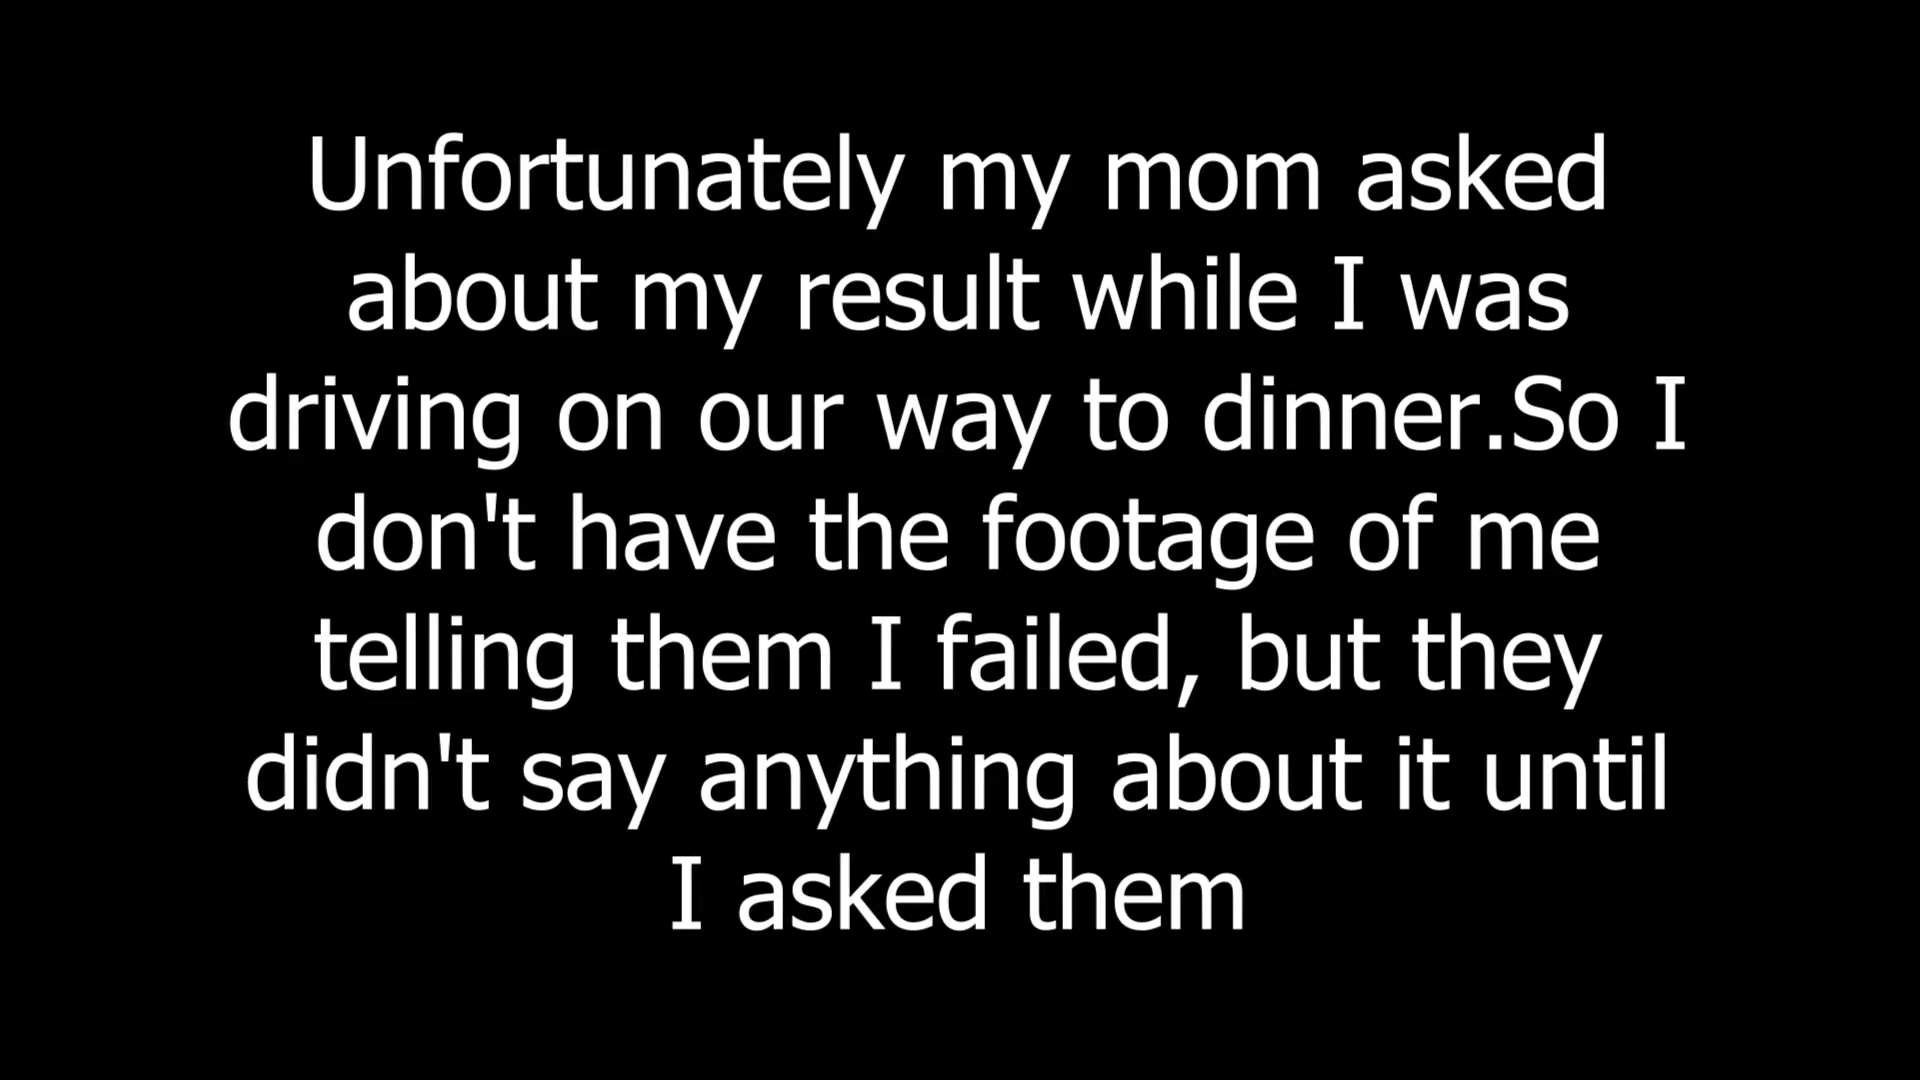 Unfortunately my mom asked
about my result while I was
driving on our way to dinner.So I
don't have the footage of me
telling them I failed, but they
didn't say anything about it until
I asked them